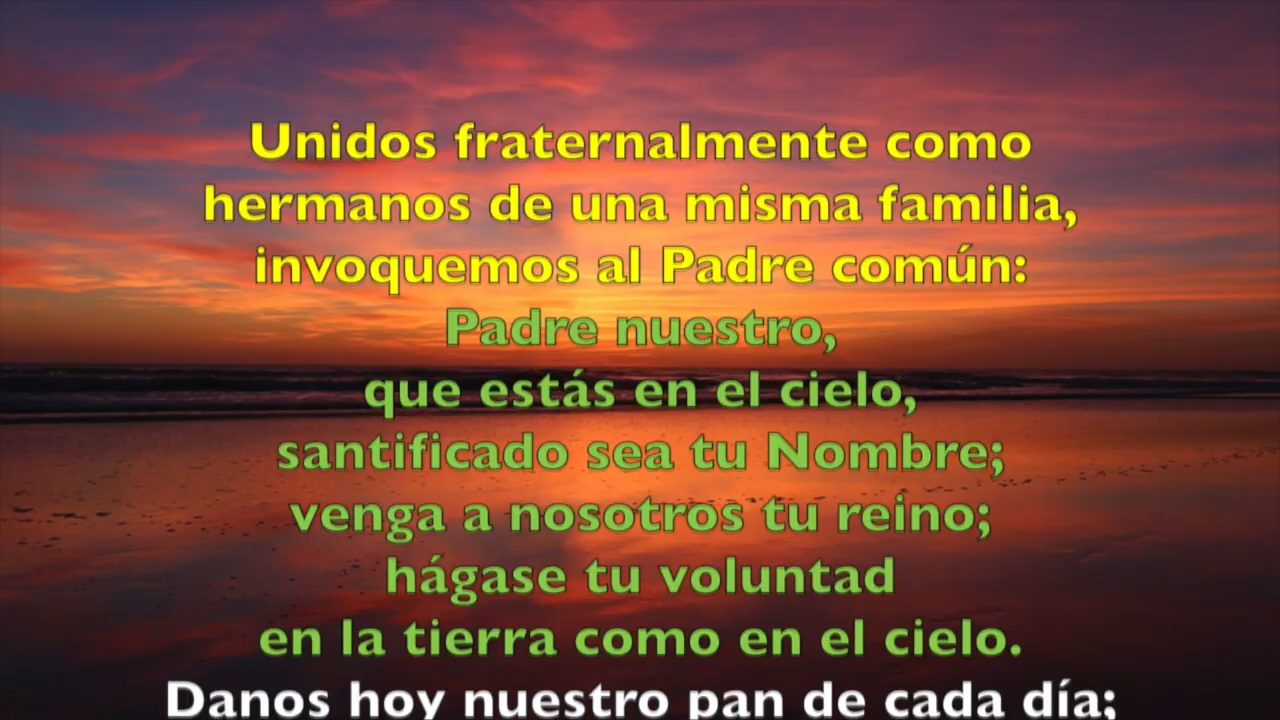 Unidos fraternalmente como
hermanos de una misma familia,
invoquemos al Padre común:
Padre nuestro,
que estás en el cielo,
santificado sea tu Nombre;
venga a nosotros tu reino;
hágase tu voluntad
en la tierra como en el cielo.
Danos hoy nuestro pan de cada día;